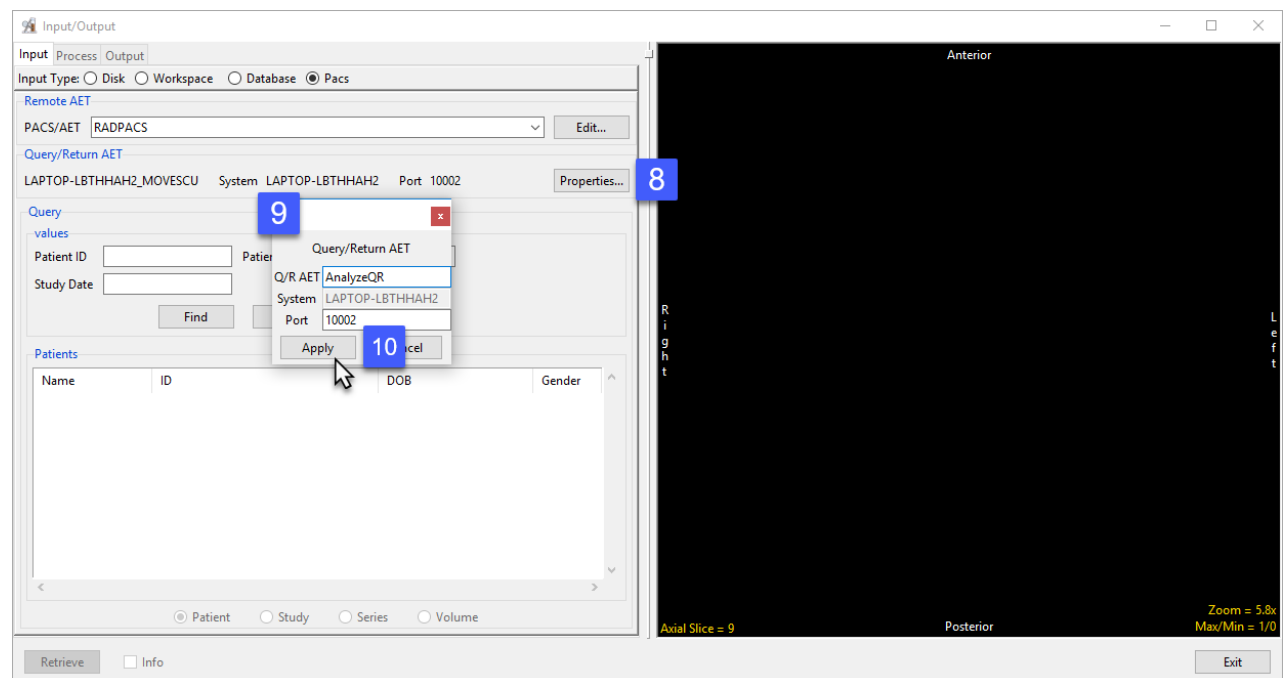 Input/Output
Input Process Output
Input Type: Disk Workspace Database Pacs
Remote AET
PACS/AET RADPACS Edit...
Query/Return AET
LAPTOP-LBTHHAH2_MOVESCU System LAPTOP-LBTHHAH2 Port 10002 Properties... 8
Query
values
Patient ID
Study Date
Find
9
Query/Return AET
Q/R AET AnalyzeQR
System LAPTOP-LBTHHAH2
Port 10002
Apply 10
Patients
Name ID DOB Gender
Patient Study Series Volume
Retrieve Info
Anterior
Right
Left
Axial Slice = 9
Posterior
Zoom = 5.8x
Max/Min = 1/0
Exit